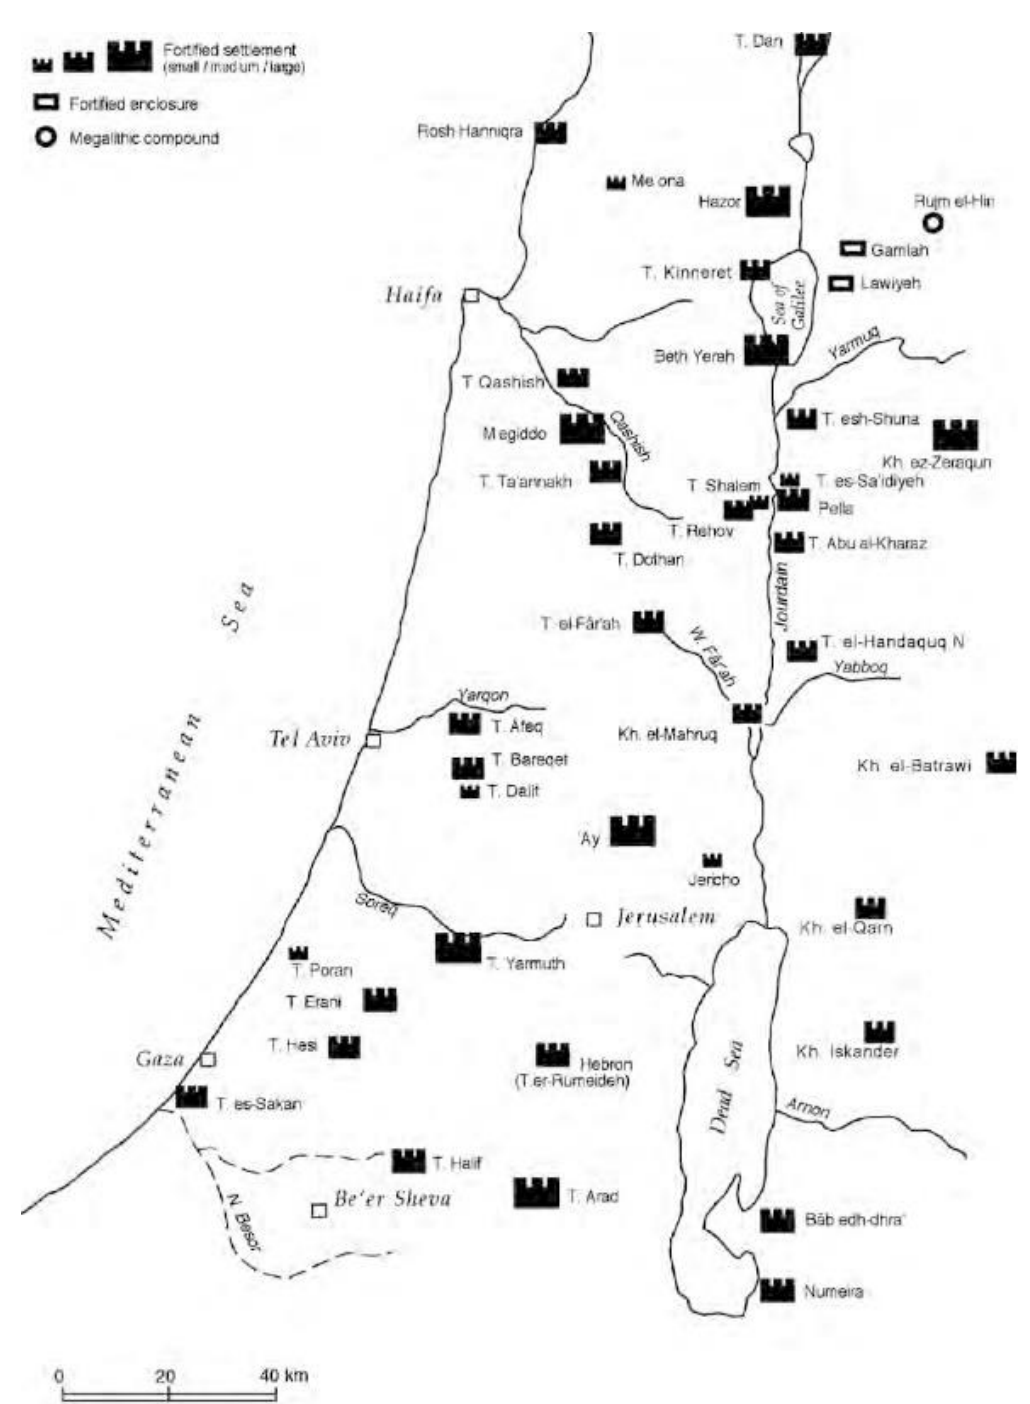 Fortified settlement
(small / medium / large)
Fortified enclosure
Megalithic compound
T. Dan
Rosh Hanniqra
Me ona
Hazor
Rujm el-Hiri
Gamlah
T. Kinneret
Lawiyeh
Sea of
Galilee
Haifa
Beth Yerah
Yarmuq
T. Qashish
T. esh-Shuna
Megiddo
Qashish
Kh. ez-Zeraqun
T. Ta'annakh
T. Shalem
T. es-Sa'idiyeh
Pella
T. Rehov
T. Abu al-Kharaz
T. Dothan
Jourdain
T. el-Fâr'ah
W. Fâr'ah
T. el-Handaquq N
Yabboq
Mediterranean Sea
Yarqon
T. Afeq
Kh. el-Mahruq
Tel Aviv
T. Bareqet
Kh. el-Batrawi
T. Dalit
'Ay
Jericho
Soreq
Jerusalem
Kh. el-Qarn
T. Poran
T. Yarmuth
T. Erani
T. Hesi
Gaza
Hebron
(T.er-Rumeideh)
Kh. Iskander
Dead Sea
T. es-Sakan
Arnon
T. Halif
Be'er Sheva
T. Arad
N. Besor
Bâb edh-dhra'
Numeira
0 20 40 km